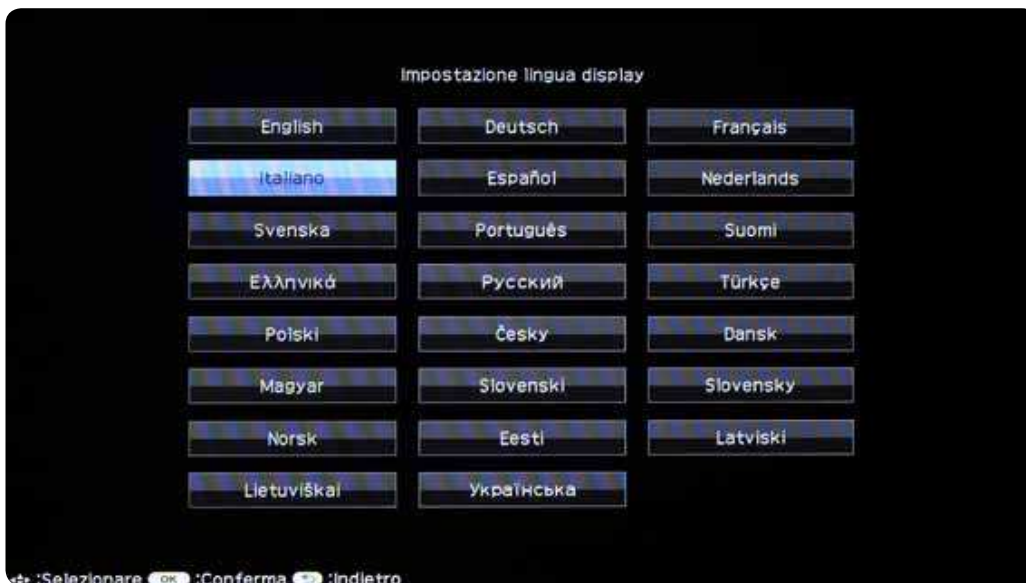 Impostazione lingua display
English Deutsch Français
Italiano Español Nederlands
Svenska Português Suomi
Ελληνικά Русский Türkçe
Polski Česky Dansk
Magyar Slovenski Slovensky
Norsk Eesti Latviski
Lietuviškai Українська
:Selezionare OK :Conferma :Indietro